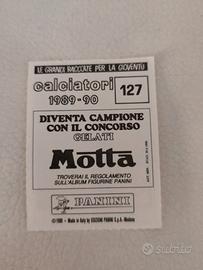 LE GRANDI RACCOLTE PER LA GIOVENTÙ
calciatori
1989-90
127
DIVENTA CAMPIONE
CON IL CONCORSO
GELATI
Motta
TROVERAI IL REGOLAMENTO
SULL'ALBUM FIGURINE PANINI
PANINI
Made in Italy by EDIZIONI PANINI S.p.A. - Modena
Subito